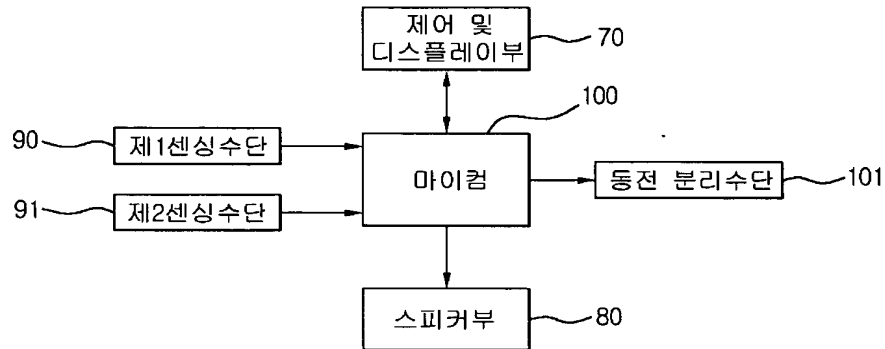 제어 및
디스플레이부
70
100
90
제1센싱수단
마이컴
동전 분리수단
101
91
제2센싱수단
스피커부
80